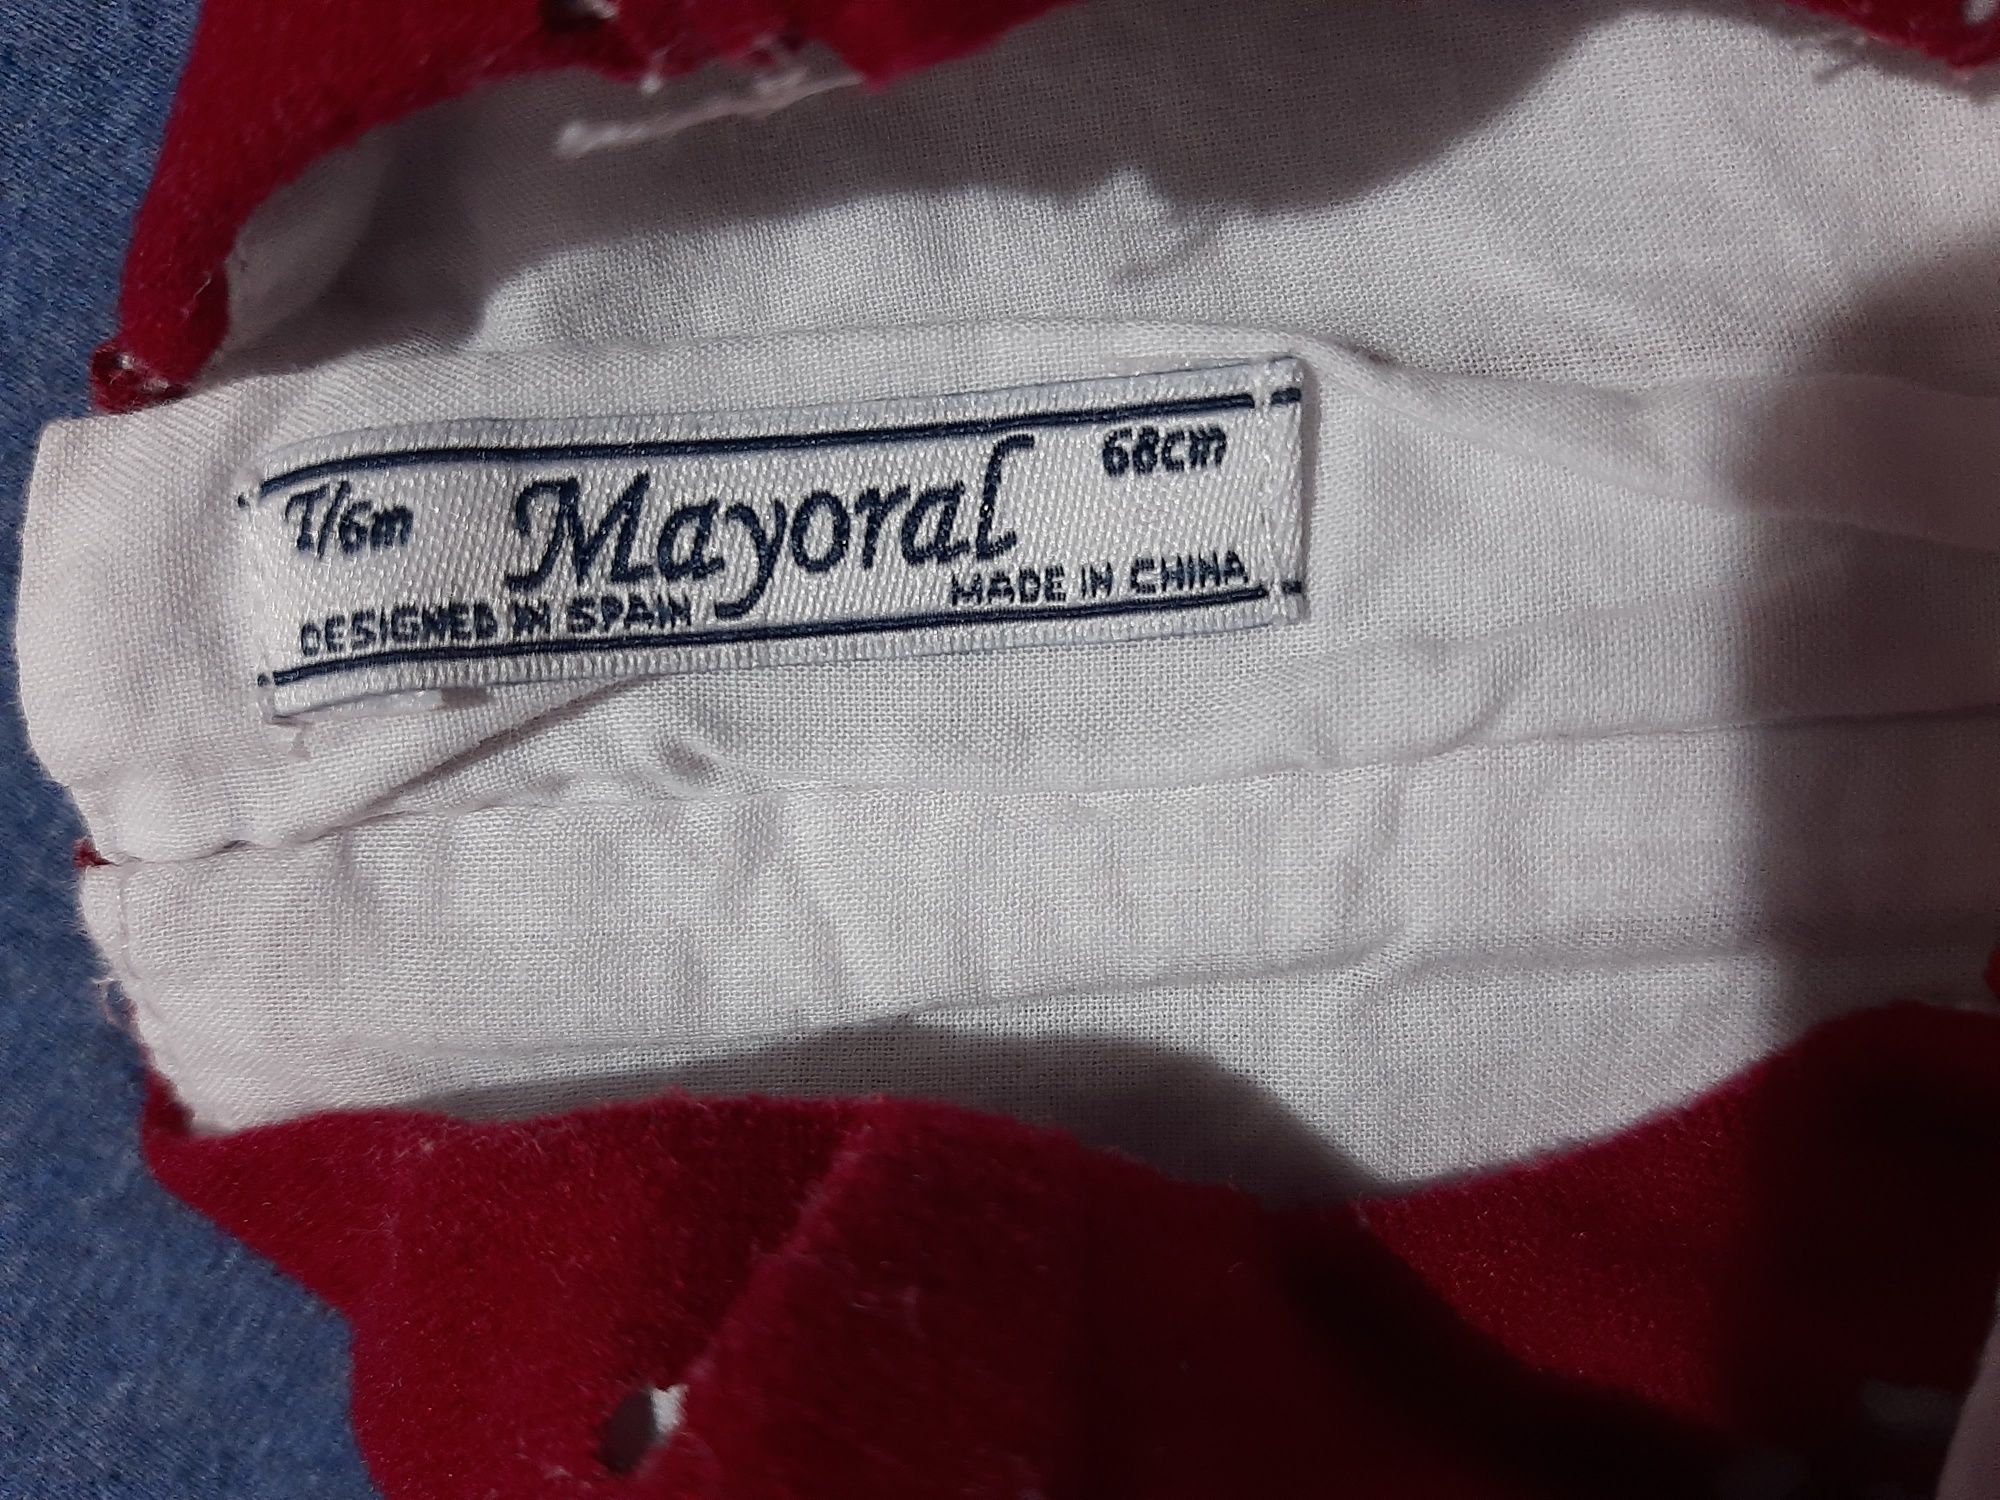 T/6m Mayoral 68cm
DESIGNED IN SPAIN MADE IN CHINA